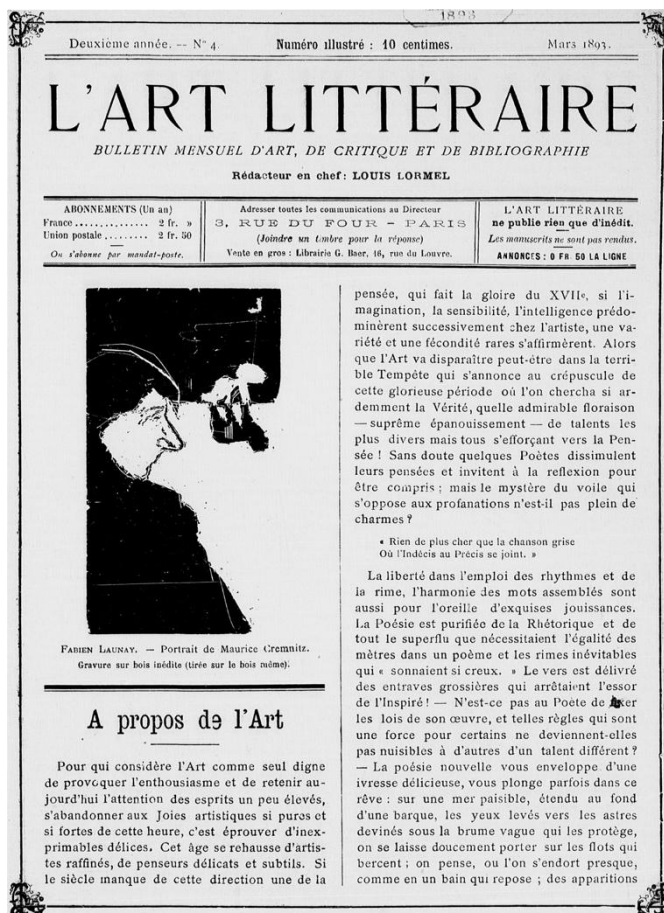 1893
Deuxième année. — N° 4.
Numéro illustré : 10 centimes.
Mars 1893.
L'ART LITTÉRAIRE
BULLETIN MENSUEL D'ART, DE CRITIQUE ET DE BIBLIOGRAPHIE
Rédacteur en chef: LOUIS LORMEL
ABONNEMENTS (Un an)
France .............. 2 fr. »
Union postale ......... 2 fr. 50
On s'abonne par mandat-poste.
Adresser toutes les communications au Directeur
3, RUE DU FOUR — PARIS
(Joindre un timbre pour la réponse)
Vente en gros : Librairie G. Baer, 16, rue du Louvre.
L'ART LITTÉRAIRE
ne publie rien que d'inédit.
Les manuscrits ne sont pas rendus.
ANNONCES : 0 FR. 50 LA LIGNE
FABIEN LAUNAY. — Portrait de Maurice Cremnitz.
Gravure sur bois inédite (tirée sur le bois même).
A propos de l'Art
Pour qui considère l'Art comme seul digne
de provoquer l'enthousiasme et de retenir au-
jourd'hui l'attention des esprits un peu élevés,
s'abandonner aux Joies artistiques si pures et
si fortes de cette heure, c'est éprouver d'inex-
primables délices. Cet âge se rehausse d'artis-
tes raffinés, de penseurs délicats et subtils. Si
le siècle manque de cette direction une de la
pensée, qui fait la gloire du XVIIe, si l'i-
magination, la sensibilité, l'intelligence prédo-
minèrent successivement chez l'artiste, une va-
riété et une fécondité rares s'affirmèrent. Alors
que l'Art va disparaître peut-être dans la terri-
ble Tempête qui s'annonce au crépuscule de
cette glorieuse période où l'on chercha si ar-
demment la Vérité, quelle admirable floraison
— suprême épanouissement — de talents les
plus divers mais tous s'efforçant vers la Pen-
sée ! Sans doute quelques Poètes dissimulent
leurs pensées et invitent à la reflexion pour
être compris ; mais le mystère du voile qui
s'oppose aux profanations n'est-il pas plein de
charmes ?
« Rien de plus cher que la chanson grise
Où l'Indécis au Précis se joint. »
La liberté dans l'emploi des rhythmes et de
la rime, l'harmonie des mots assemblés sont
aussi pour l'oreille d'exquises jouissances.
La Poésie est purifiée de la Rhétorique et de
tout le superflu que nécessitaient l'égalité des
mètres dans un poème et les rimes inévitables
qui « sonnaient si creux. » Le vers est délivré
des entraves grossières qui arrêtaient l'essor
de l'Inspiré ! — N'est-ce pas au Poète de
les lois de son œuvre, et telles règles qui sont
une force pour certains ne deviennent-elles
pas nuisibles à d'autres d'un talent différent ?
— La poésie nouvelle vous enveloppe d'une
ivresse délicieuse, vous plonge parfois dans ce
rêve : sur une mer paisible, étendu au fond
d'une barque, les yeux levés vers les astres
devinés sous la brume vague qui les protège,
on se laisse doucement porter sur les flots qui
bercent ; on pense, ou l'on s'endort presque,
comme en un bain qui repose ; des apparitions